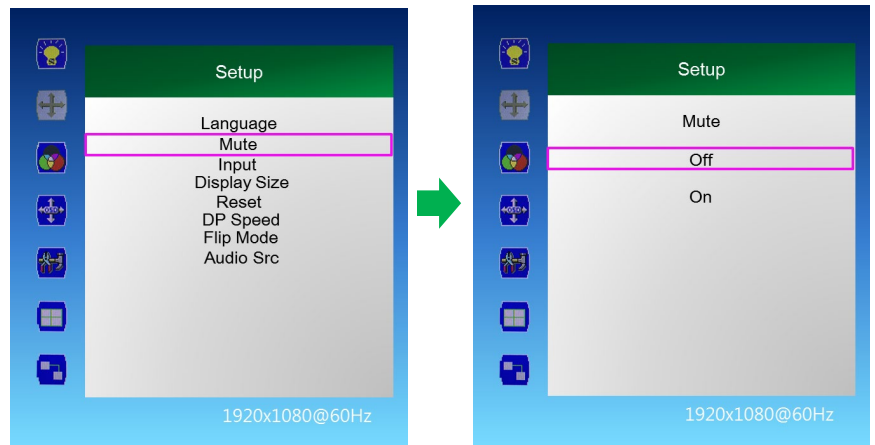 Setup
Language
Mute
Input
Display Size
Reset
DP Speed
Flip Mode
Audio Src
1920x1080@60Hz
Setup
Mute
Off
On
1920x1080@60Hz